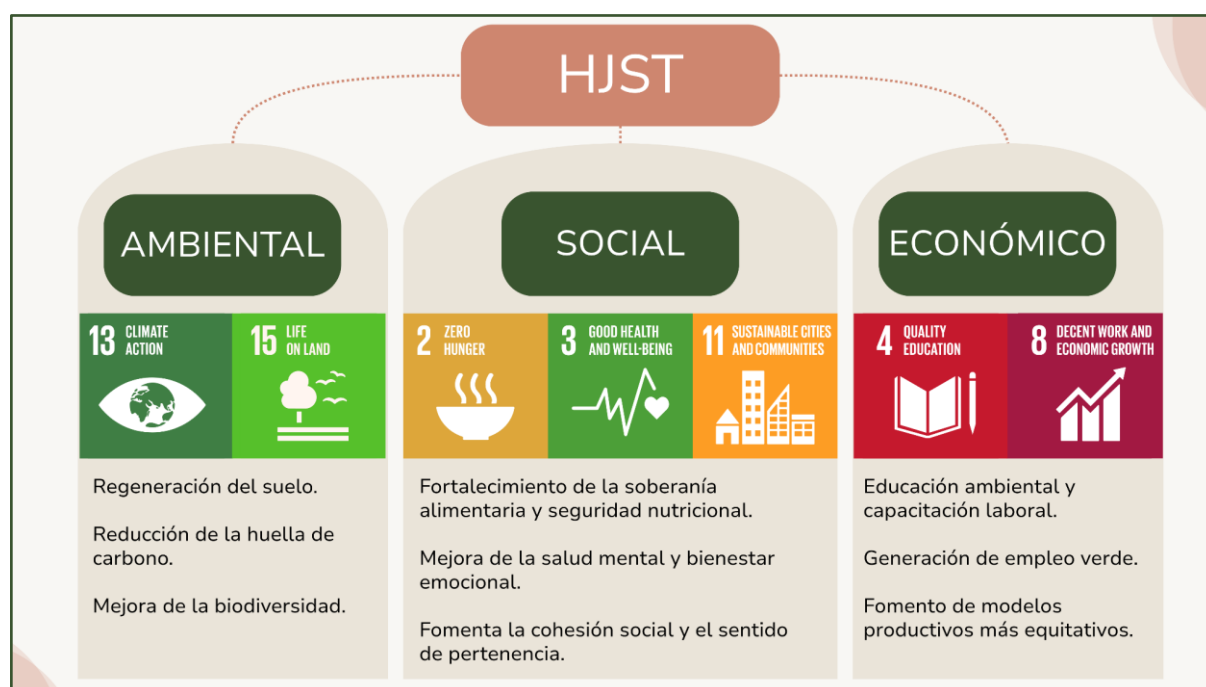 HJST
AMBIENTAL
13 CLIMATE
ACTION
15 LIFE
ON LAND
Regeneración del suelo.
Reducción de la huella de
carbono.
Mejora de la biodiversidad.
SOCIAL
2 ZERO
HUNGER
3 GOOD HEALTH
AND WELL-BEING
11 SUSTAINABLE CITIES
AND COMMUNITIES
Fortalecimiento de la soberanía
alimentaria y seguridad nutricional.
Mejora de la salud mental y bienestar
emocional.
Fomenta la cohesión social y el sentido
de pertenencia.
ECONÓMICO
4 QUALITY
EDUCATION
8 DECENT WORK AND
ECONOMIC GROWTH
Educación ambiental y
capacitación laboral.
Generación de empleo verde.
Fomento de modelos
productivos más equitativos.